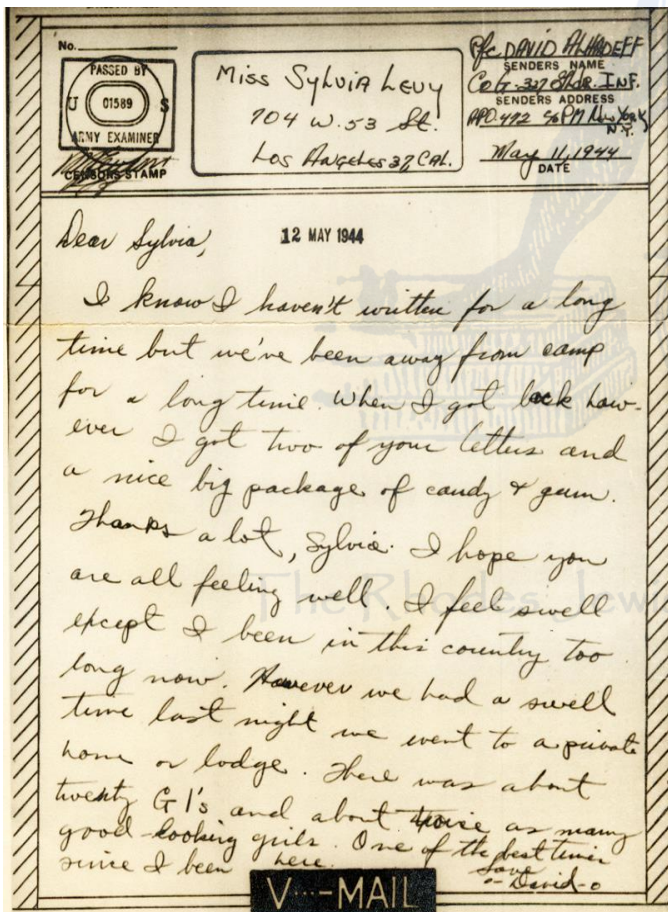 No.
PASSED BY
U 01589 S
ARMY EXAMINER
CENSORS STAMP
Miss Sylvia Levy
704 W. 53 St.
Los Angeles 37, Cal.
Pfc. DAVID ALHADEFF
SENDERS NAME
Co G-327 Gldr. INF.
SENDERS ADDRESS
APO 472 % PM New York
N.Y.
May 11, 1944
DATE
Dear Sylvia,
12 MAY 1944
I know I haven't written for a long
time but we've been away from camp
for a long time. When I got back how-
ever I got two of your letters and
a nice big package of candy & gum.
Thanks a lot, Sylvia. I hope you
are all feeling well. I feel swell
except I been in this country too
long now. However we had a swell
time last night we went to a private
home or lodge. There was about
twenty GI's and about twice as many
good-looking girls. One of the best times
since I been here.
Love
- David-o
V···-MAIL
The Rhodes Jew